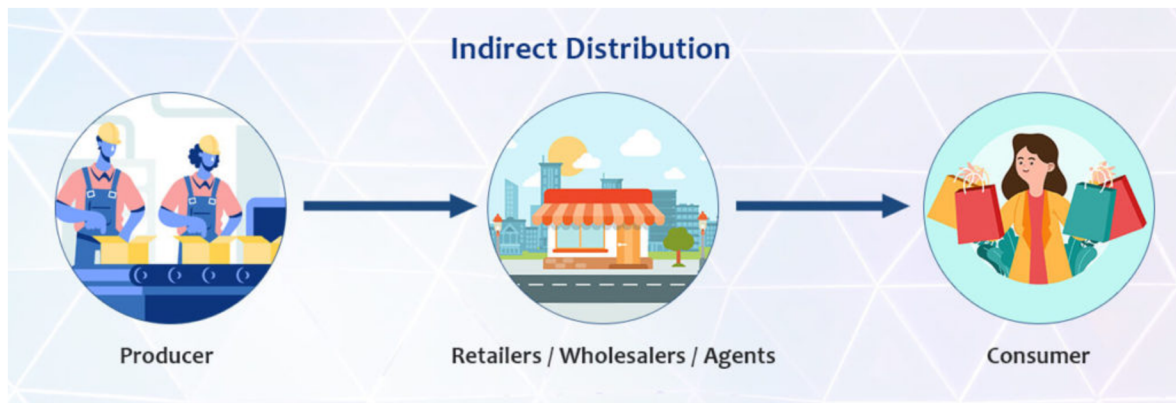 Indirect Distribution
Producer
Retailers / Wholesalers / Agents
Consumer